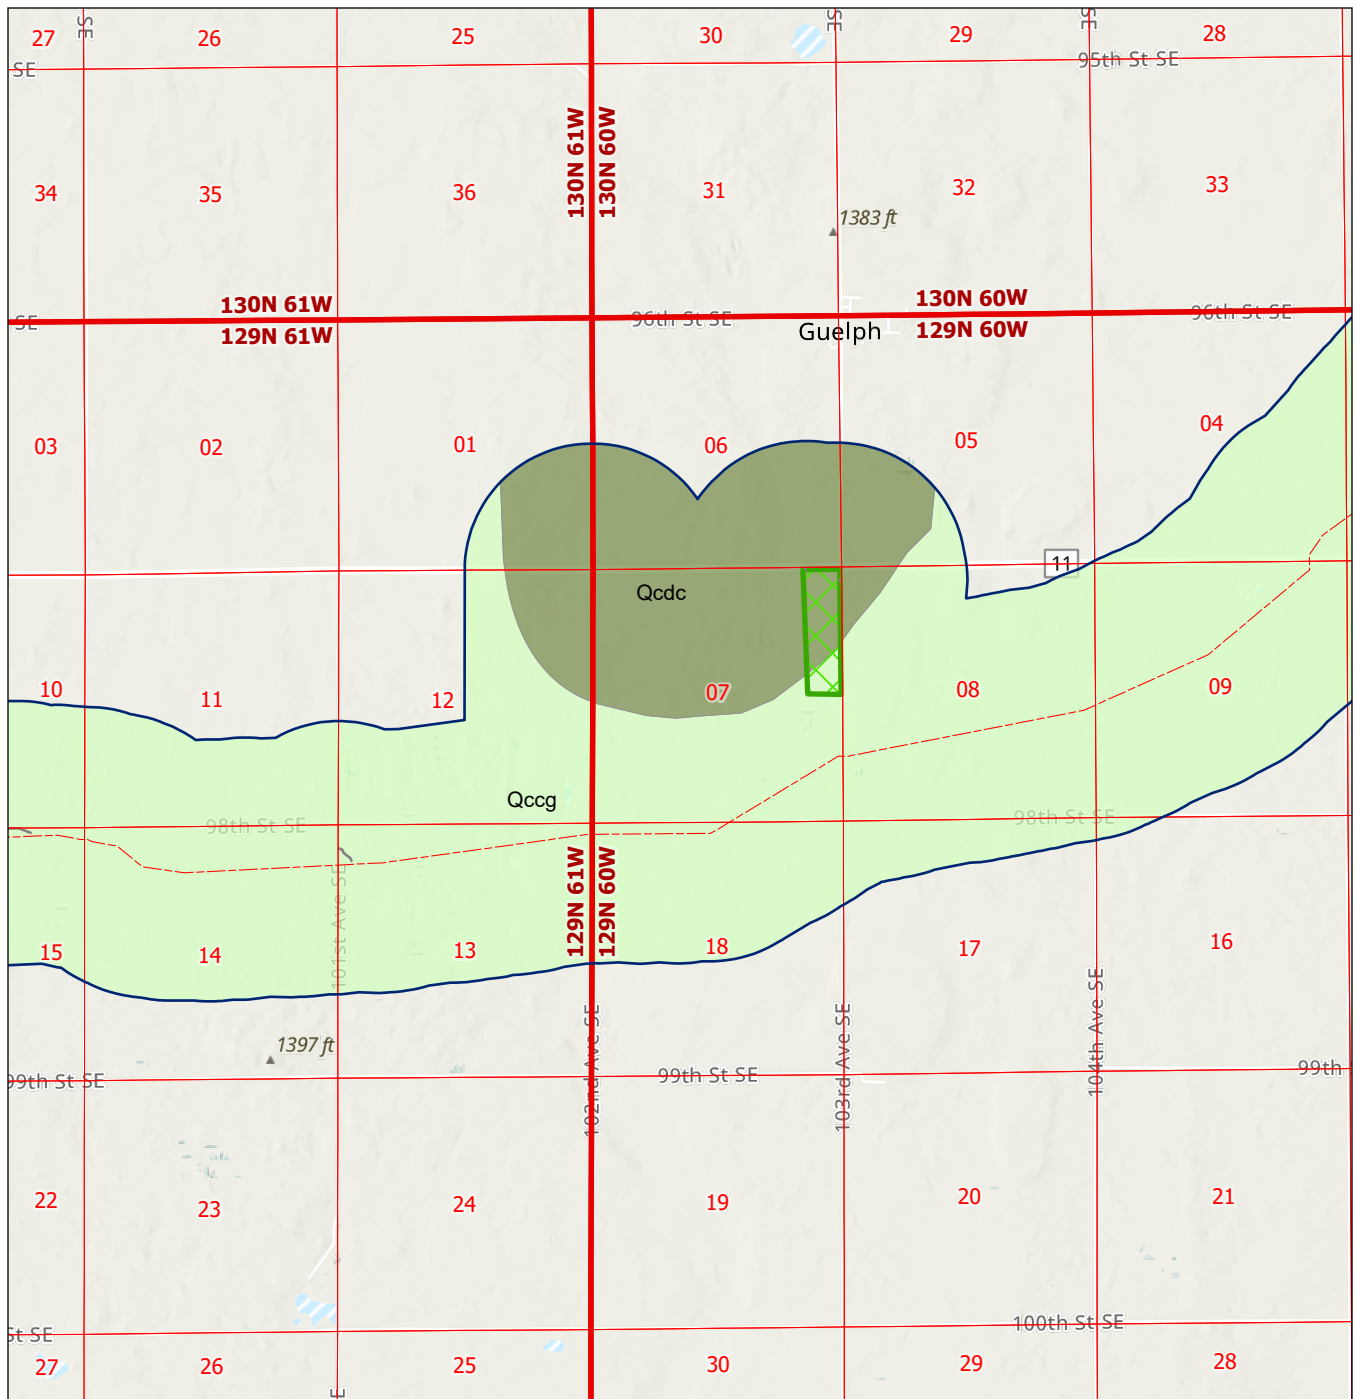 SE
SE
SE
27
26
25
30
29
28
95th St SE
SE
130N 61W
130N 60W
34
35
36
31
32
33
1383 ft
130N 61W
130N 60W
SE
96th St SE
96th St SE
129N 61W
Guelph
129N 60W
03
02
01
06
05
04
11
Qcdc
10
11
12
07
08
09
Qccg
98th St SE
98th St SE
129N 61W
129N 60W
101st Ave SE
15
14
13
18
17
16
1397 ft
102nd Ave SE
103rd Ave SE
104th Ave SE
99th St SE
99th St SE
99th
22
23
24
19
20
21
St SE
100th St SE
27
26
25
30
29
28
SE